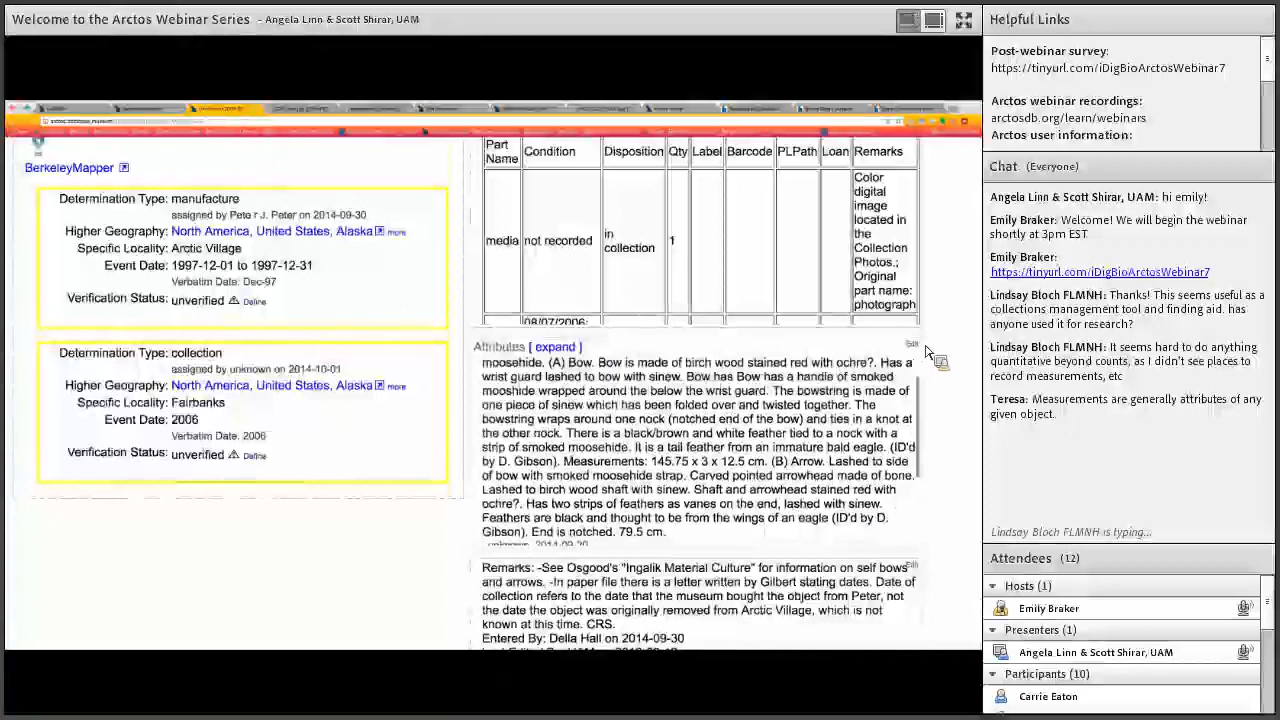 Welcome to the Arctos Webinar Series - Angela Linn & Scott Shirar, UAM
BerkeleyMapper
Determination Type: manufacture
assigned by Pete r J. Peter on 2014-09-30
Higher Geography: North America, United States, Alaska more
Specific Locality: Arctic Village
Event Date: 1997-12-01 to 1997-12-31
Verbatim Date: Dec-97
Verification Status: unverified Define
Determination Type: collection
assigned by unknown on 2014-10-01
Higher Geography: North America, United States, Alaska more
Specific Locality: Fairbanks
Event Date: 2006
Verbatim Date: 2006
Verification Status: unverified Define
Part Name Condition Disposition Qty Label Barcode PLPath Loan Remarks
media not recorded in collection 1 Color digital image located in the Collection Photos.; Original part name: photograph
08/07/2006:
Attributes [ expand ]
Edit
moosehide. (A) Bow. Bow is made of birch wood stained red with ochre?. Has a
wrist guard lashed to bow with sinew. Bow has Bow has a handle of smoked
mooshide wrapped around the below the wrist guard. The bowstring is made of
one piece of sinew which has been folded over and twisted together. The
bowstring wraps around one nock (notched end of the bow) and ties in a knot at
the other nock. There is a black/brown and white feather tied to a nock with a
strip of smoked moosehide. It is a tail feather from an immature bald eagle. (ID'd
by D. Gibson). Measurements: 145.75 x 3 x 12.5 cm. (B) Arrow. Lashed to side
of bow with smoked moosehide strap. Carved pointed arrowhead made of bone.
Lashed to birch wood shaft with sinew. Shaft and arrowhead stained red with
ochre?. Has two strips of feathers as vanes on the end, lashed with sinew.
Feathers are black and thought to be from the wings of an eagle (ID'd by D.
Gibson). End is notched. 79.5 cm.
Edit
Remarks: -See Osgood's "Ingalik Material Culture" for information on self bows
and arrows. -In paper file there is a letter written by Gilbert stating dates. Date of
collection refers to the date that the museum bought the object from Peter, not
the date the object was originally removed from Arctic Village, which is not
known at this time. CRS.
Entered By: Della Hall on 2014-09-30
Helpful Links
Post-webinar survey:
https://tinyurl.com/iDigBioArctosWebinar7
Arctos webinar recordings:
arctosdb.org/learn/webinars
Arctos user information:
Chat (Everyone)
Angela Linn & Scott Shirar, UAM: hi emily!
Emily Braker: Welcome! We will begin the webinar
shortly at 3pm EST
Emily Braker:
https://tinyurl.com/iDigBioArctosWebinar7
Lindsay Bloch FLMNH: Thanks! This seems useful as a
collections management tool and finding aid has
anyone used it for research?
Lindsay Bloch FLMNH: It seems hard to do anything
quantitative beyond counts, as I didn't see places to
record measurements, etc
Teresa: Measurements are generally attributes of any
given object.
Lindsay Bloch FLMNH is typing...
Attendees (12)
Hosts (1)
Emily Braker
Presenters (1)
Angela Linn & Scott Shirar, UAM
Participants (10)
Carrie Eaton